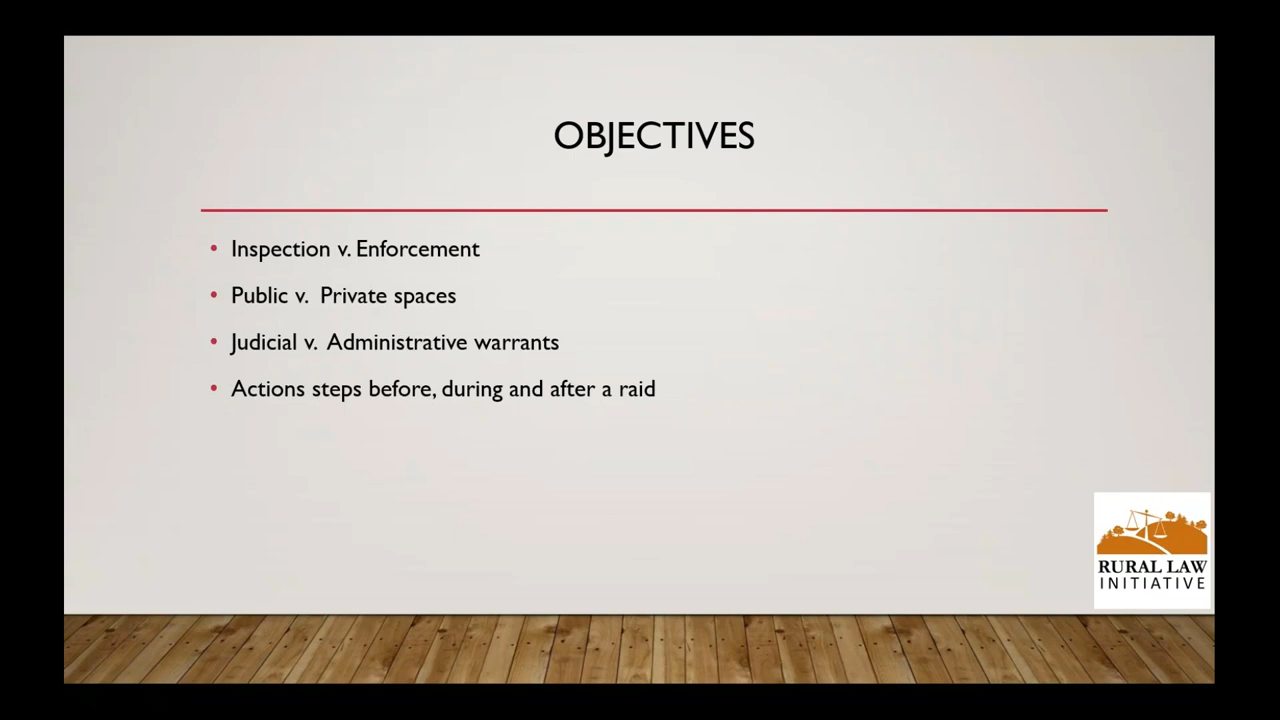 OBJECTIVES
• Inspection v. Enforcement
• Public v. Private spaces
• Judicial v. Administrative warrants
• Actions steps before, during and after a raid
RURAL LAW
INITIATIVE